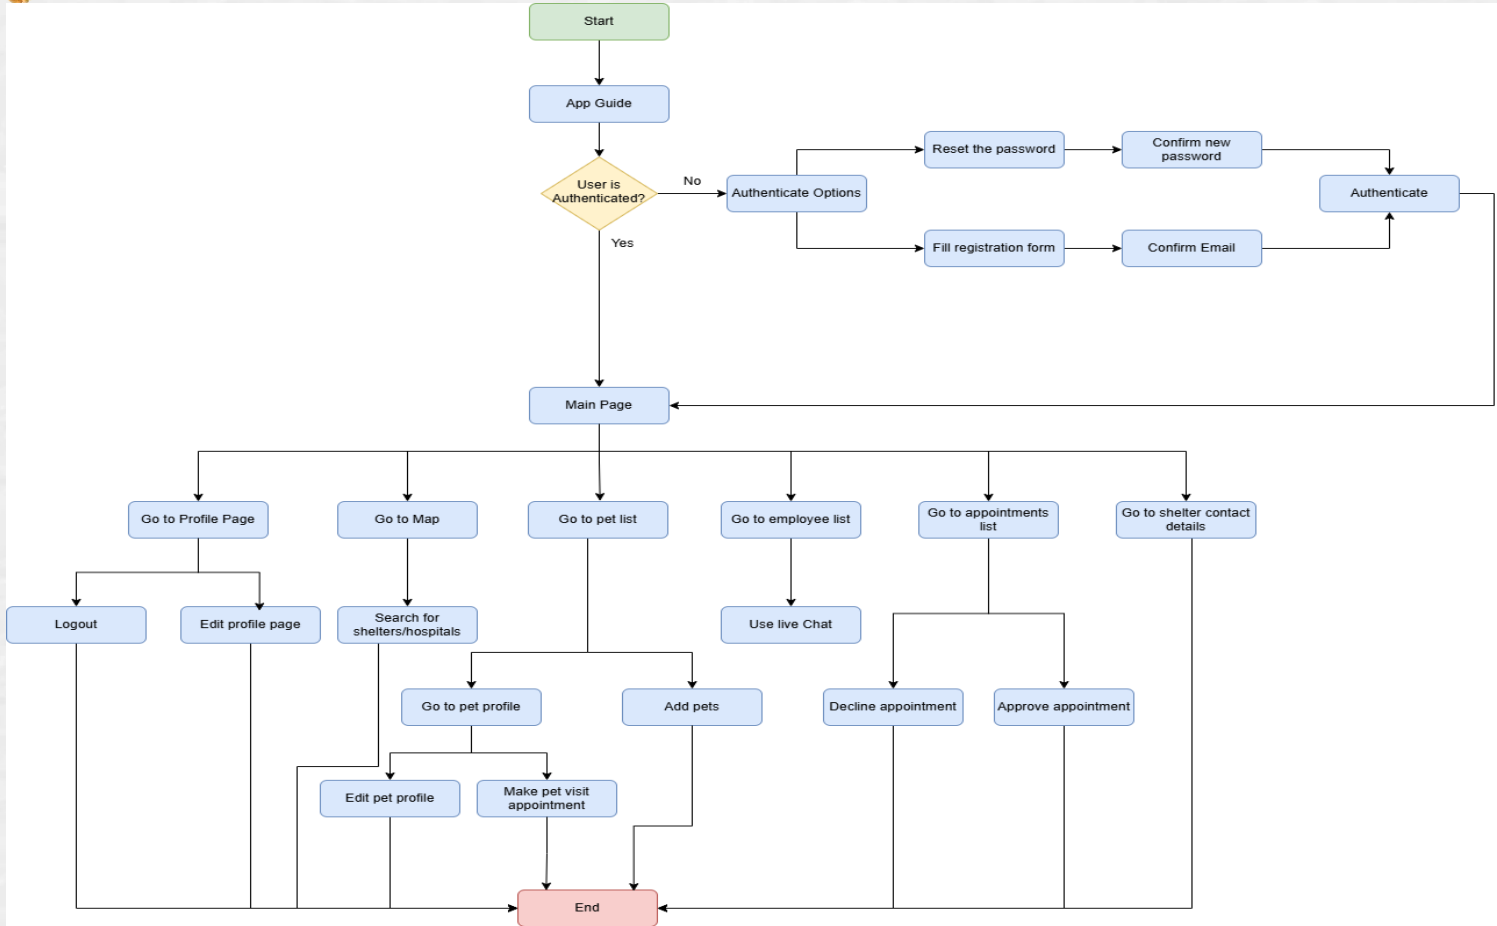 Start
App Guide
User is
Authenticated?
No
Yes
Authenticate Options
Reset the password
Confirm new
password
Authenticate
Fill registration form
Confirm Email
Main Page
Go to Profile Page
Go to Map
Go to pet list
Go to employee list
Go to appointments
list
Go to shelter contact
details
Logout
Edit profile page
Search for
shelters/hospitals
Use live Chat
Go to pet profile
Add pets
Decline appointment
Approve appointment
Edit pet profile
Make pet visit
appointment
End